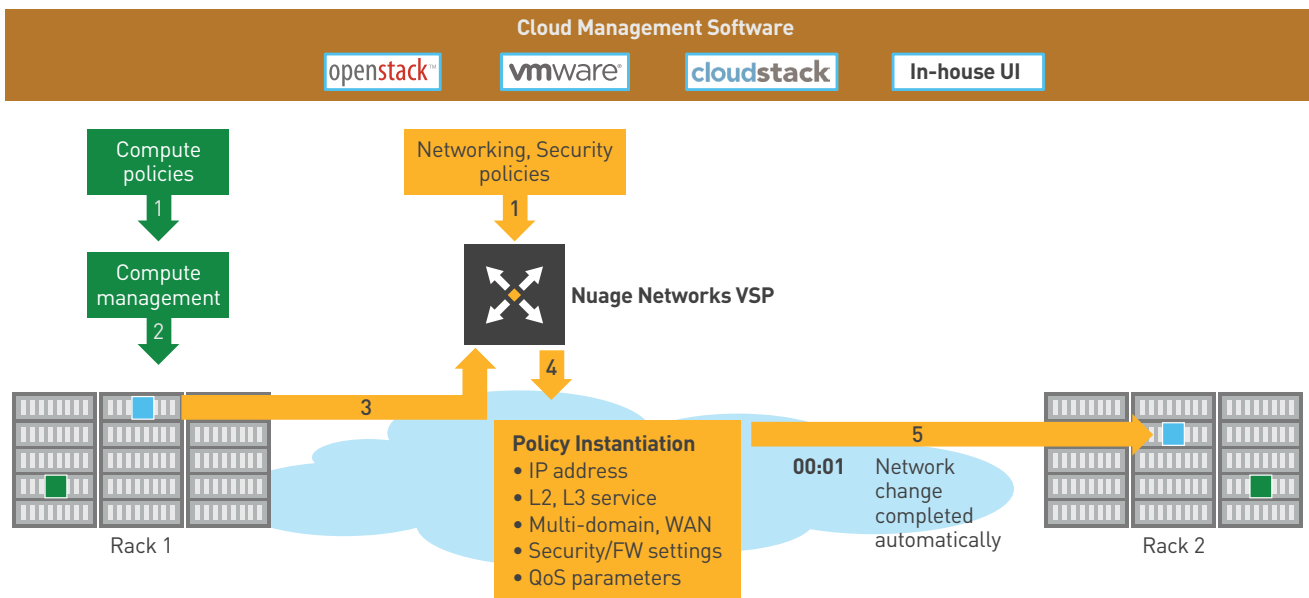 Cloud Management Software
openstack™
vmware®
cloudstack
In-house UI
Compute
policies
1
Compute
management
2
Networking, Security
policies
1
Nuage Networks VSP
3
4
Policy Instantiation
• IP address
• L2, L3 service
• Multi-domain, WAN
• Security/FW settings
• QoS parameters
5
00:01 Network
change
completed
automatically
Rack 1
Rack 2